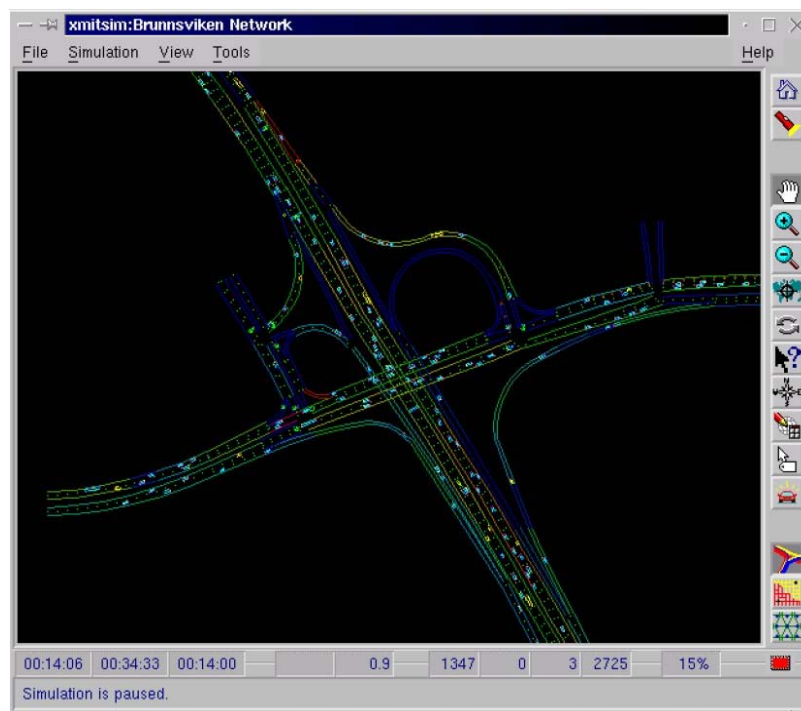 xmitsim:Brunnsviken Network
File Simulation View Tools Help
00:14:06 00:34:33 00:14:00 0.9 1347 0 3 2725 15%
Simulation is paused.